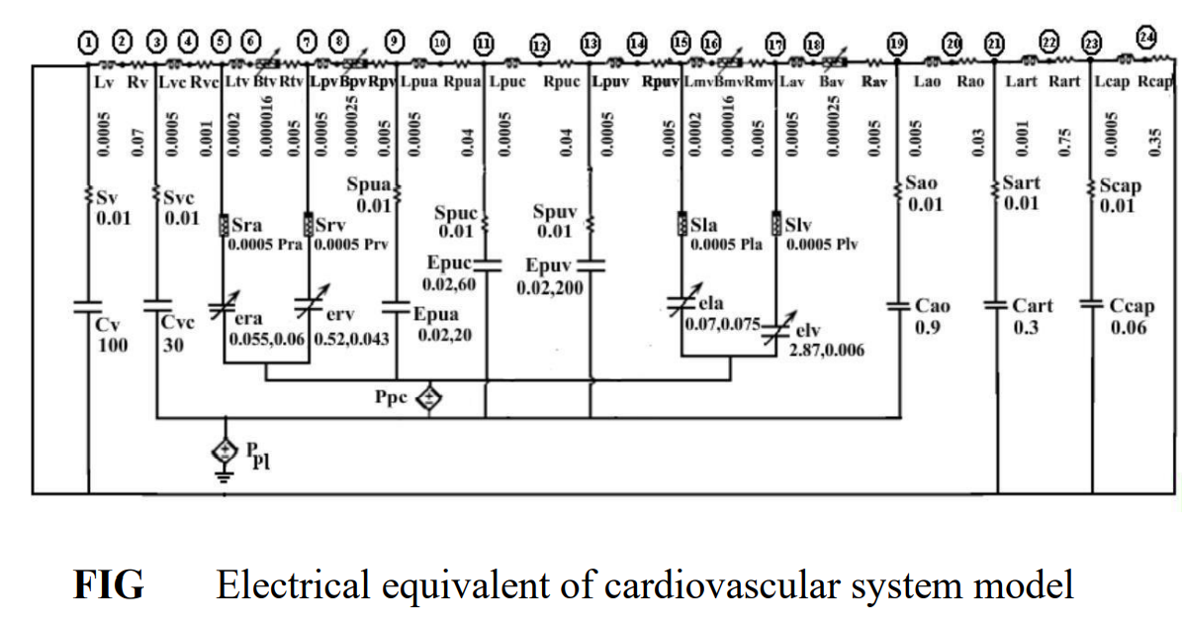 1 2 3 4 5 6 7 8 9 10 11 12 13 14 15 16 17 18 19 20 21 22 23 24
Lv Rv Lvc Rvc Ltv Btv Rtv Lpv Bpv Rpv Lpua Rpua Lpuc Rpuc Lpuv Rpuv Lmv Bmv Rmv Lav Bav Rav Lao Rao Lart Rart Lcap Rcap
0.0005 0.07 0.0005 0.001 0.0002 0.000016 0.005 0.0005 0.000025 0.005 0.0005 0.04 0.0005 0.04 0.0005 0.005 0.0002 0.000016 0.005 0.0005 0.000025 0.005 0.0005 0.03 0.001 0.75 0.0005 0.35
Sv
0.01
Svc
0.01
Sra
0.0005 Pra
Srv
0.0005 Prv
Spua
0.01
Spuc
0.01
Spuv
0.01
Sla
0.0005 Pla
Slv
0.0005 Plv
Sao
0.01
Sart
0.01
Scap
0.01
Cv
100
Cvc
30
era
0.055,0.06
erv
0.52,0.043
Epua
0.02,20
Epuc
0.02,60
Epuv
0.02,200
ela
0.07,0.075
elv
2.87,0.006
Cao
0.9
Cart
0.3
Ccap
0.06
Ppc
Ppl
FIG Electrical equivalent of cardiovascular system model